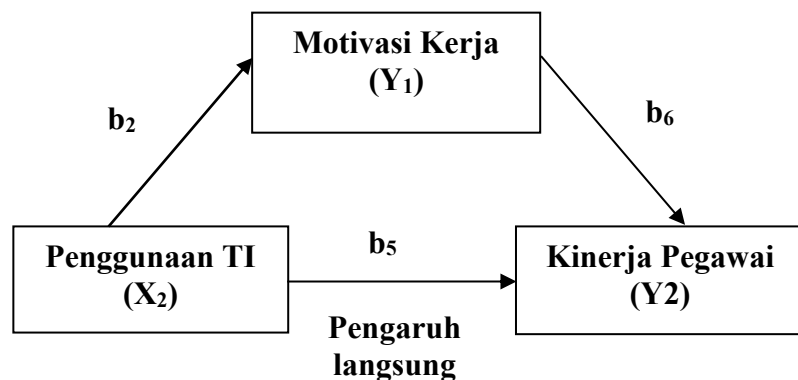 Motivasi Kerja
(Y₁)
b₂
b₆
Penggunaan TI
(X₂)
b₅
Kinerja Pegawai
(Y2)
Pengaruh
langsung